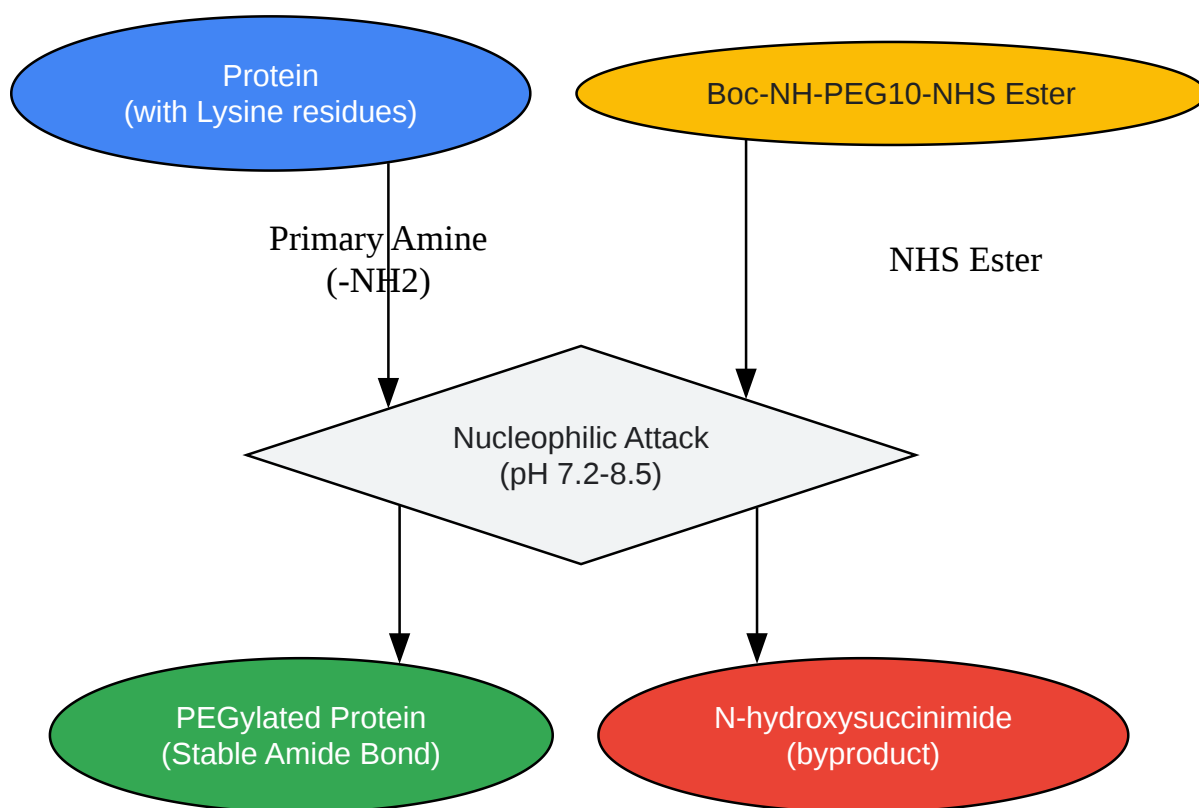 Protein
(with Lysine residues)
Boc-NH-PEG10-NHS Ester
Primary Amine
(-NH2)
NHS Ester
Nucleophilic Attack
(pH 7.2-8.5)
PEGylated Protein
(Stable Amide Bond)
N-hydroxysuccinimide
(byproduct)